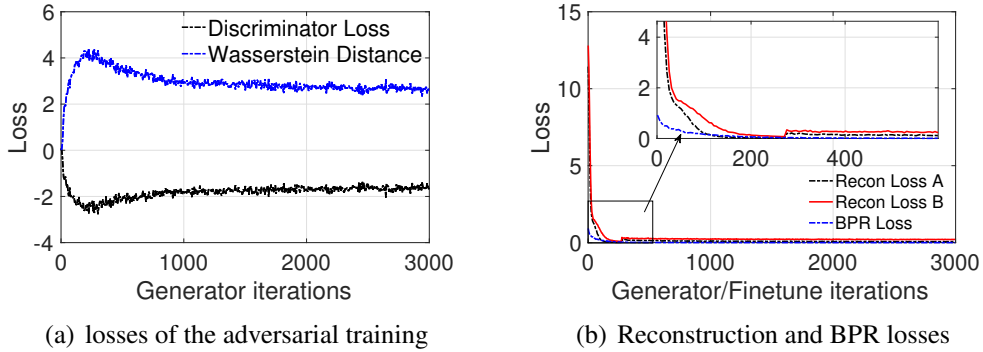 Discriminator Loss
Wasserstein Distance
6
4
2
0
-2
-4
Loss
0
1000
2000
3000
Generator iterations
(a) losses of the adversarial training
15
10
5
0
Loss
4
2
0
0
200
400
Recon Loss A
Recon Loss B
BPR Loss
0
1000
2000
3000
Generator/Finetune iterations
(b) Reconstruction and BPR losses